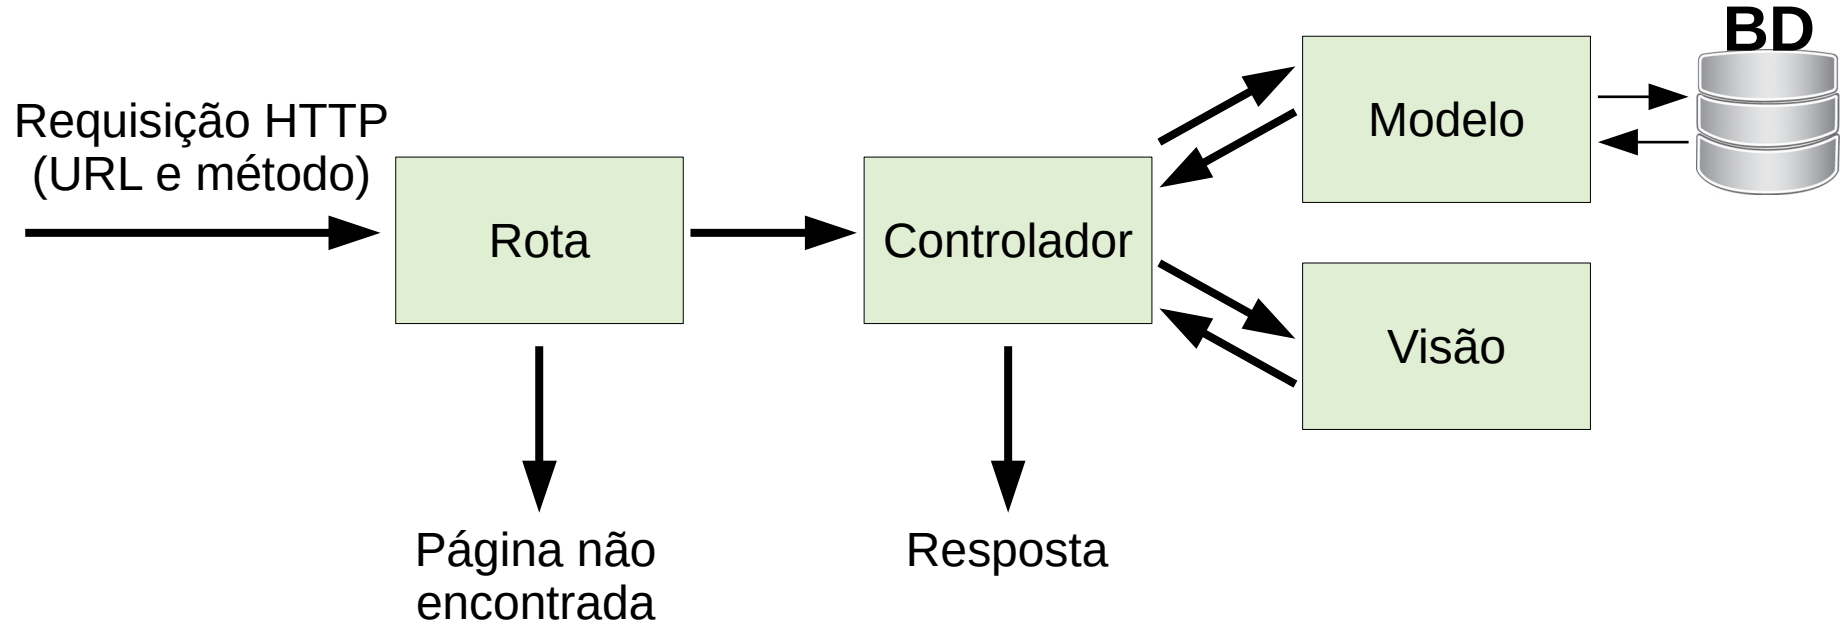 BD
Requisição HTTP
(URL e método)
Modelo
Rota
Controlador
Visão
Página não
encontrada
Resposta